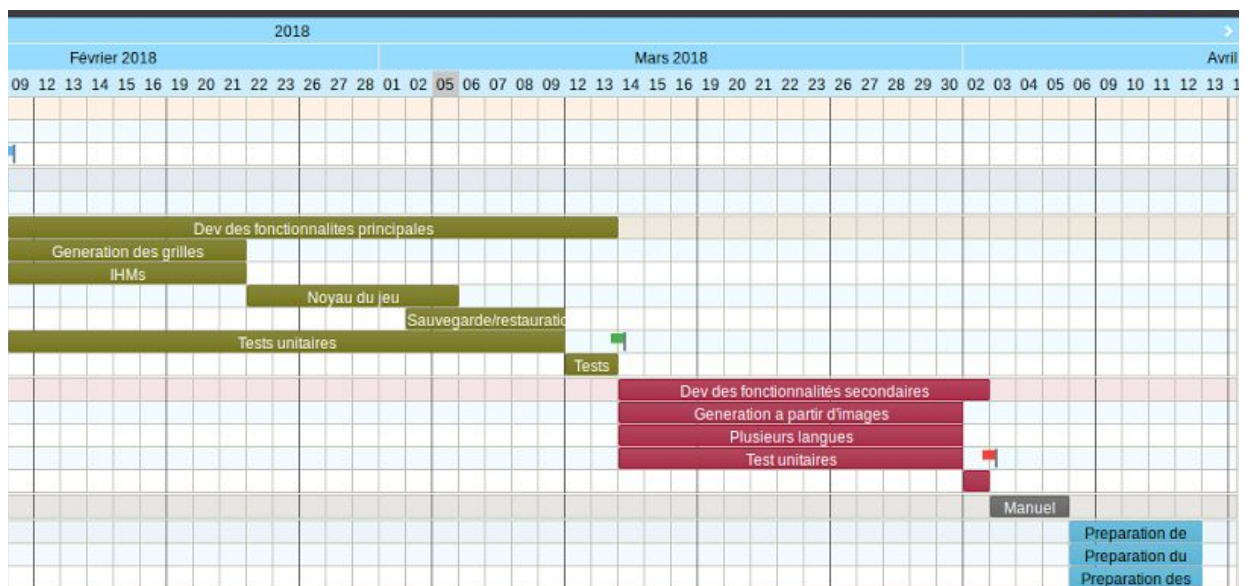 2018
Février 2018 Mars 2018 Avril
09 12 13 14 15 16 19 20 21 22 23 26 27 28 01 02 05 06 07 08 09 12 13 14 15 16 19 20 21 22 23 26 27 28 29 30 02 03 04 05 06 09 10 11 12 13
Dev des fonctionnalites principales
Generation des grilles
IHMs
Noyau du jeu
Sauvegarde/restauratio
Tests unitaires
Tests
Dev des fonctionnalités secondaires
Generation a partir d'images
Plusieurs langues
Test unitaires
Manuel
Preparation de
Preparation du
Preparation des